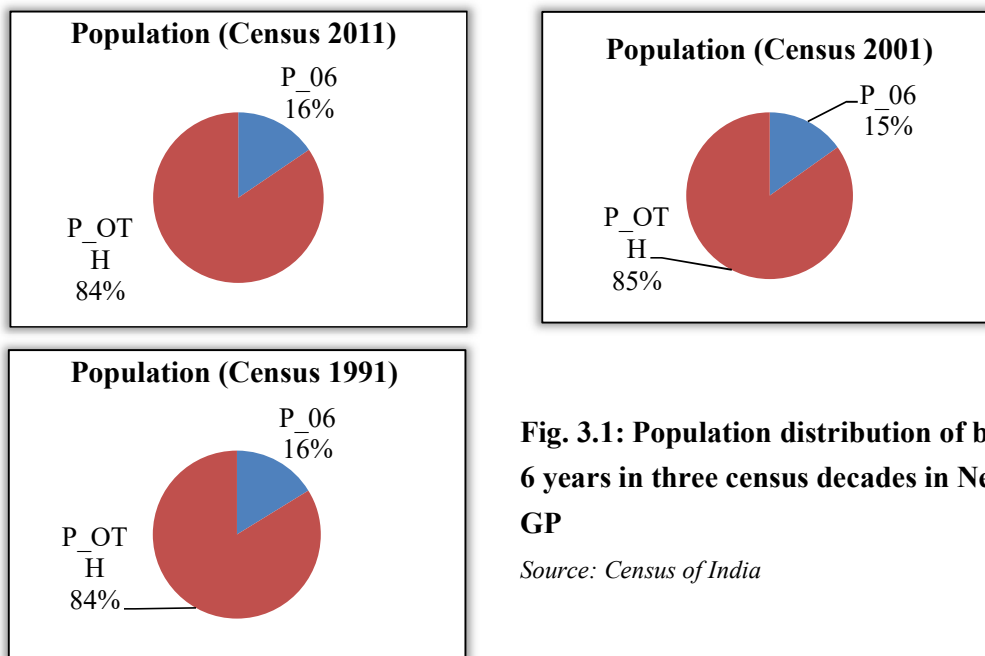 Population (Census 2011)
P_06
16%
P_OT
H
84%
Population (Census 2001)
P_06
15%
P_OT
H
85%
Population (Census 1991)
P_06
16%
P_OT
H
84%
Fig. 3.1: Population distribution of
6 years in three census decades in
GP
Source: Census of India